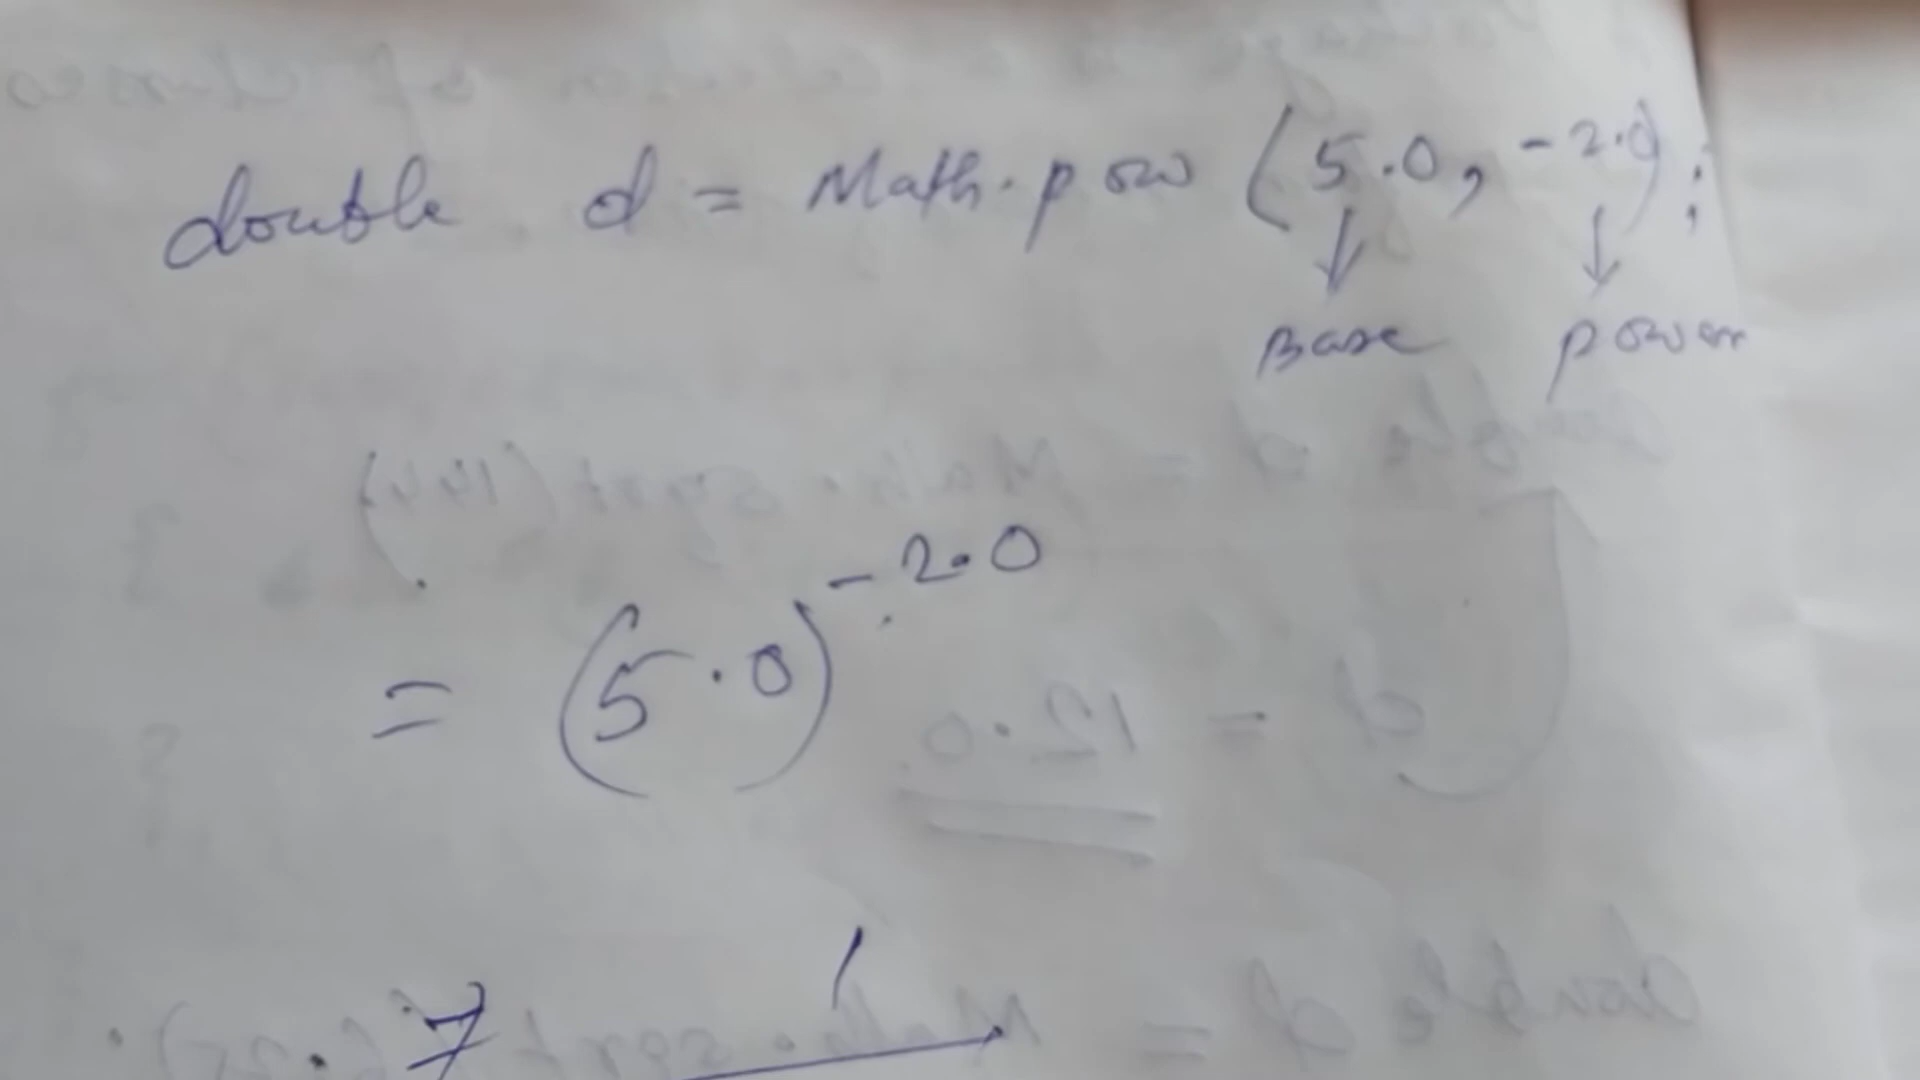 double d = Math.pow (5.0, -2.0);
Base power
= (5.0)^-2.0
= 1